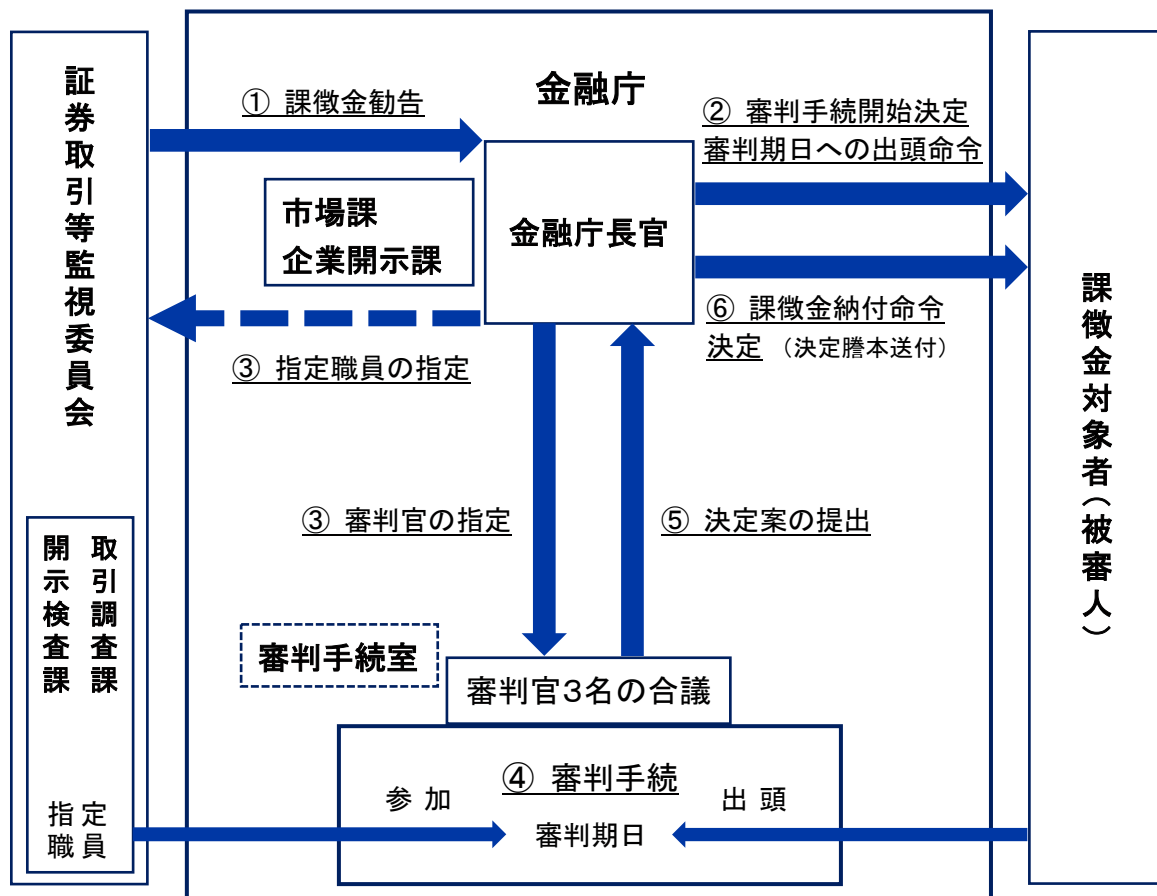 証券取引等監視委員会
金融庁
① 課徴金勧告
② 審判手続開始決定
審判期日への出頭命令
市場課
企業開示課
金融庁長官
⑥ 課徴金納付命令
決定（決定謄本送付）
③ 指定職員の指定
課徴金対象者（被審人）
③ 審判官の指定
⑤ 決定案の提出
取引調査課
開示検査課
審判手続室
審判官３名の合議
④ 審判手続
参 加
出 頭
審判期日
指定
職員